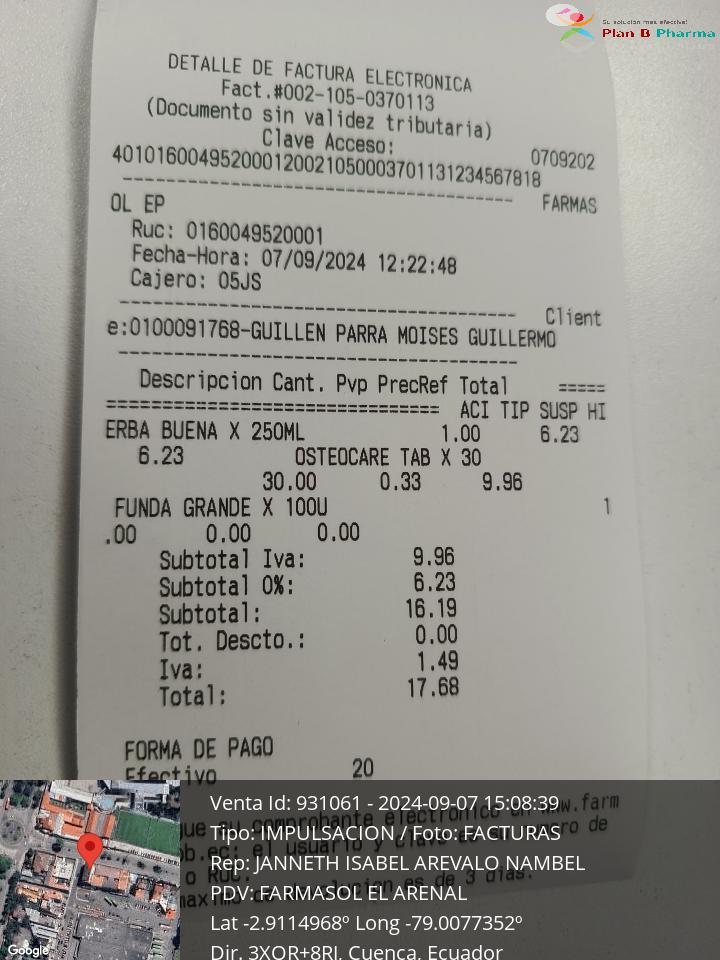 Su solución más efectiva!
Plan B Pharma
DETALLE DE FACTURA ELECTRONICA
Fact.#002-105-0370113
(Documento sin validez tributaria)
Clave Acceso: 0709202
401016004952000120021050003701131234567818
---------------------------------------- FARMAS
OL EP
Ruc: 0160049520001
Fecha-Hora: 07/09/2024 12:22:48
Cajero: 05JS
---------------------------------------- Client
e:0100091768-GUILLEN PARRA MOISES GUILLERMO
----------------------------------------
Descripcion Cant. Pvp PrecRef Total =====
================================== ACI TIP SUSP HI
ERBA BUENA X 250ML 1.00 6.23
6.23 OSTEOCARE TAB X 30
30.00 0.33 9.96
FUNDA GRANDE X 100U 1
.00 0.00 0.00
Subtotal Iva: 9.96
Subtotal 0%: 6.23
Subtotal: 16.19
Tot. Descto.: 0.00
Iva: 1.49
Total: 17.68
FORMA DE PAGO
Efectivo 20
Venta Id: 931061 - 2024-09-07 15:08:39
Tipo: IMPULSACION / Foto: FACTURAS
Rep: JANNETH ISABEL AREVALO NAMBEL
PDV: FARMASOL EL ARENAL
Lat -2.9114968º Long -79.0077352º
Dir. 3XQR+8RJ, Cuenca, Ecuador
Google